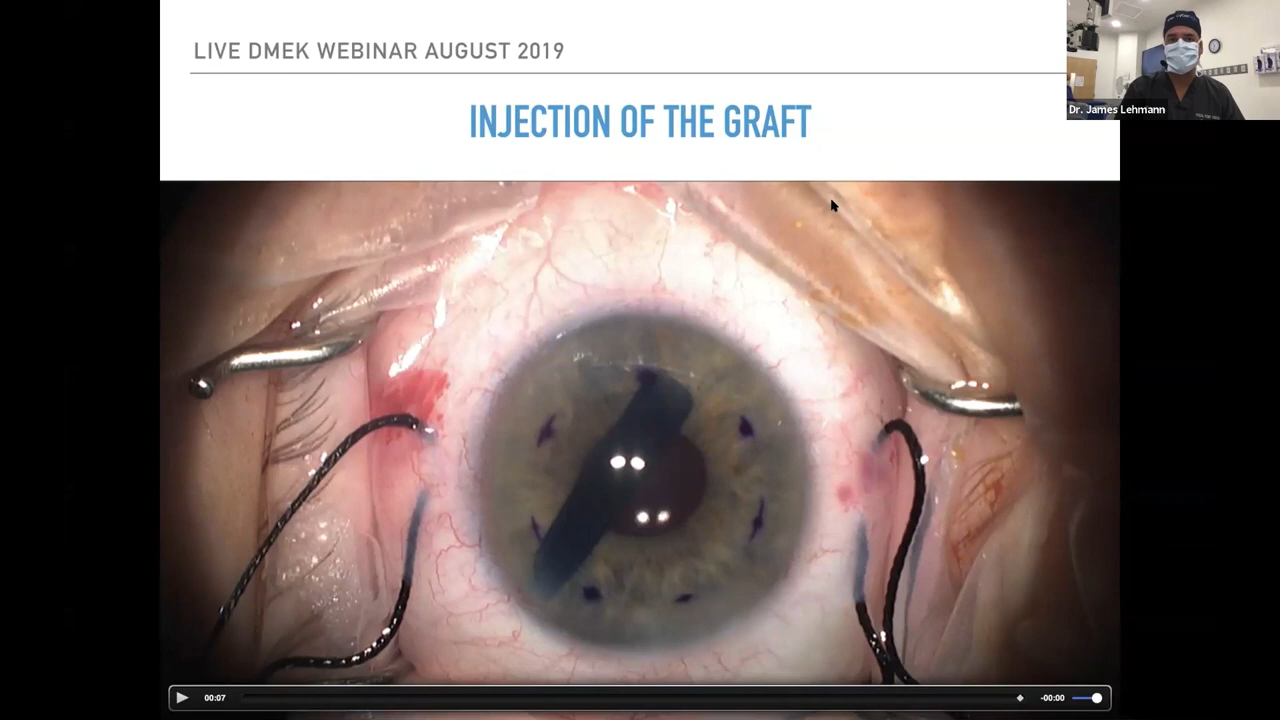 LIVE DMEK WEBINAR AUGUST 2019
Dr. James Lehmann
INJECTION OF THE GRAFT
00:07
-00:00